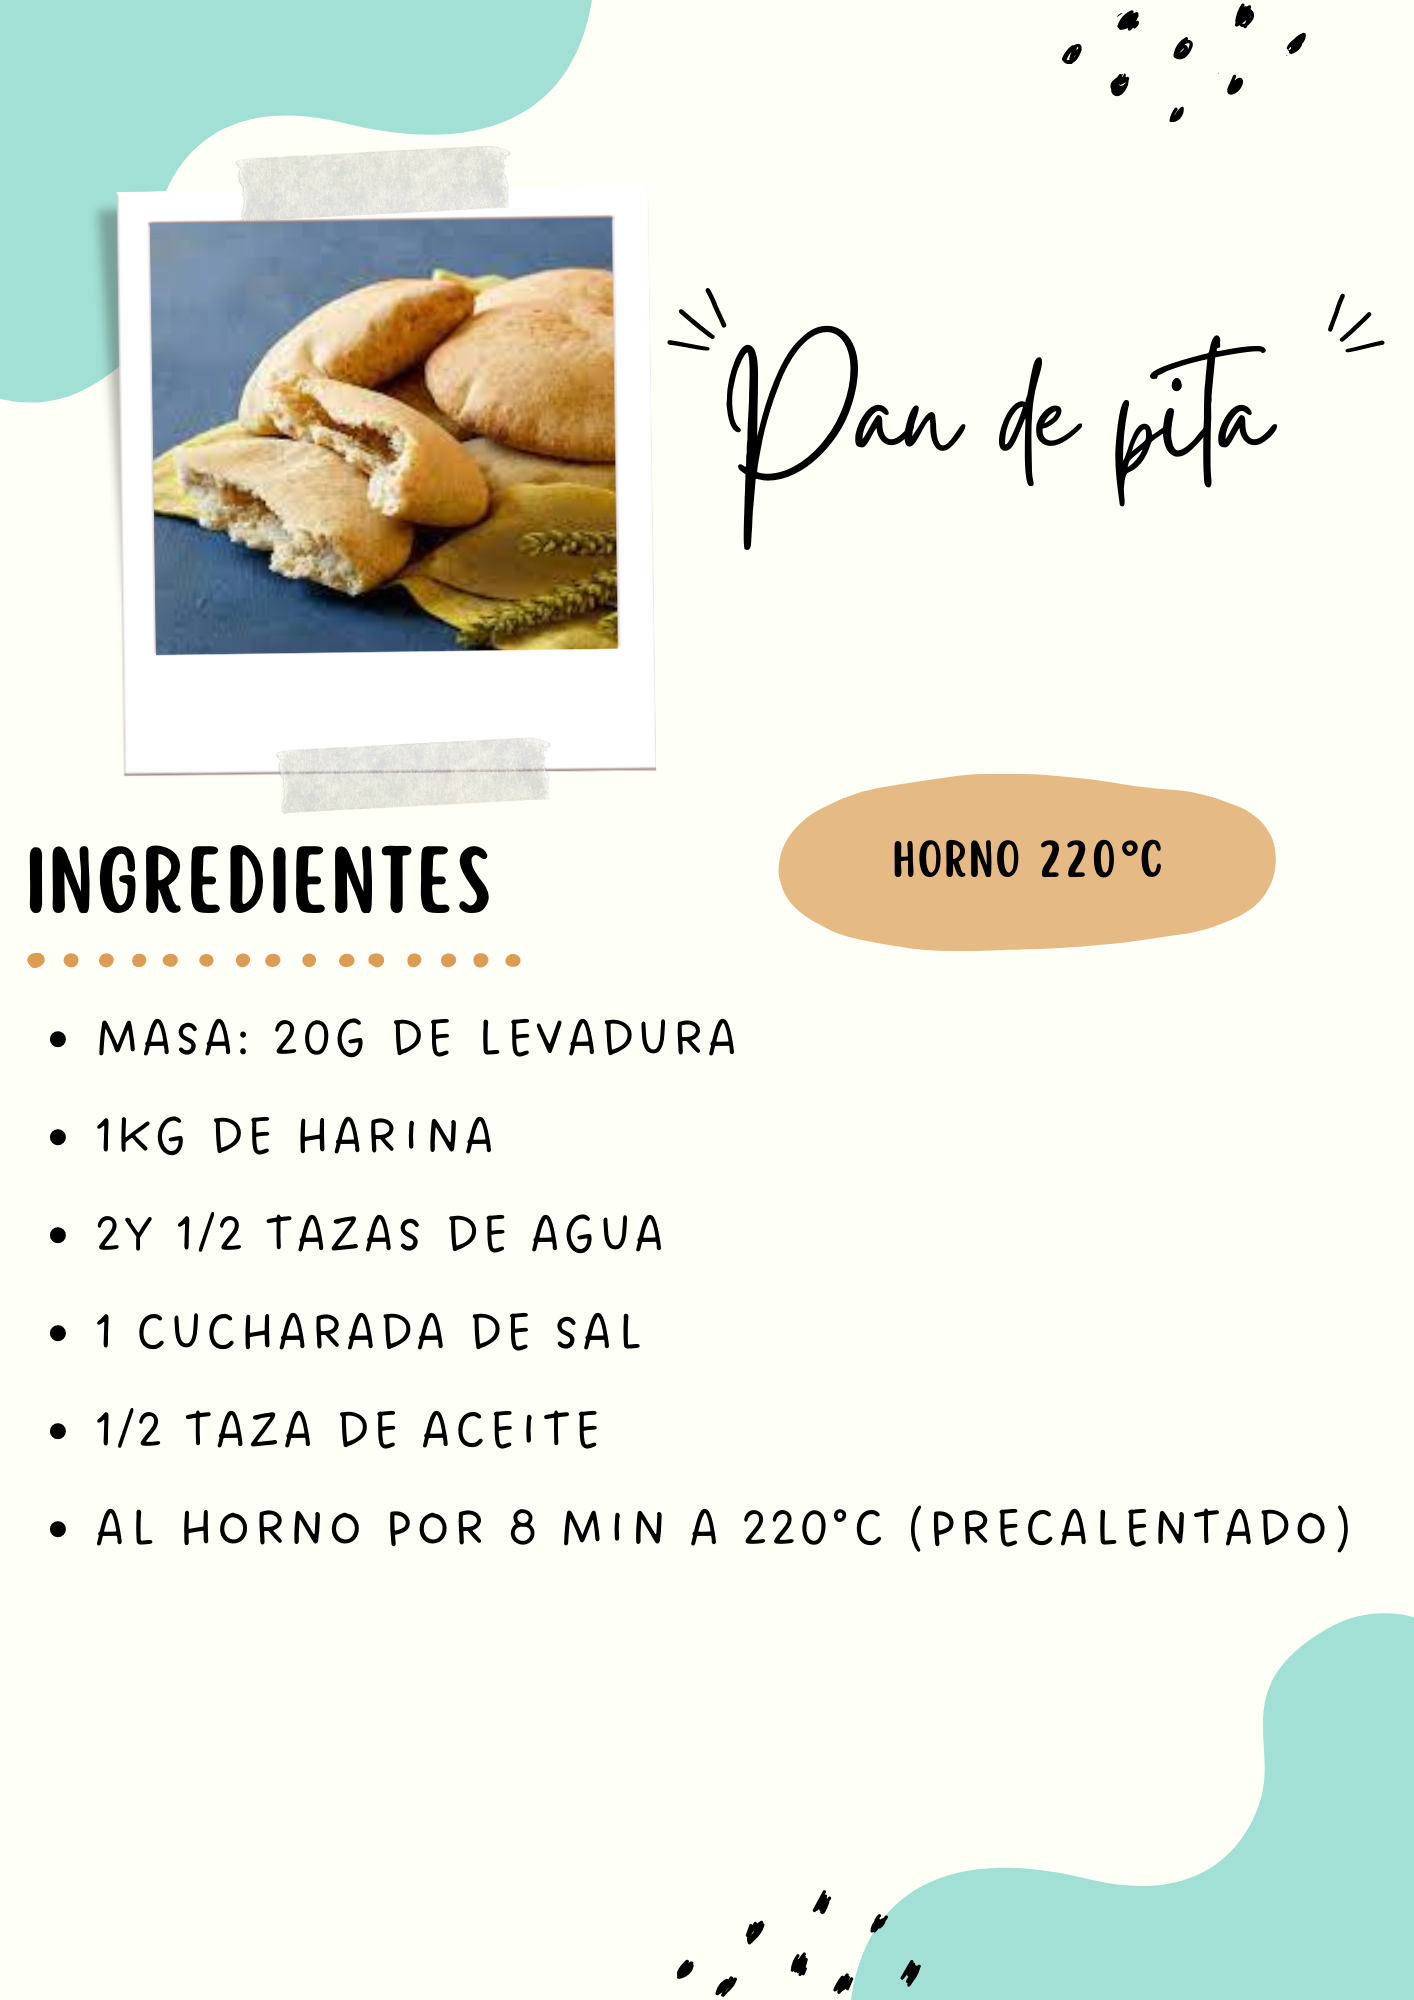 Pan de pita
HORNO 220°C
INGREDIENTES
MASA: 20G DE LEVADURA
1KG DE HARINA
2Y 1/2 TAZAS DE AGUA
1 CUCHARADA DE SAL
1/2 TAZA DE ACEITE
AL HORNO POR 8 MIN A 220°C (PRECALENTADO)